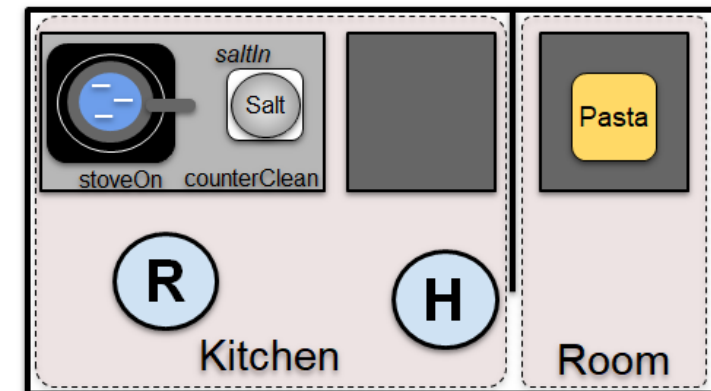 saltIn
Salt
Pasta
stoveOn
counterClean
R
H
Kitchen
Room